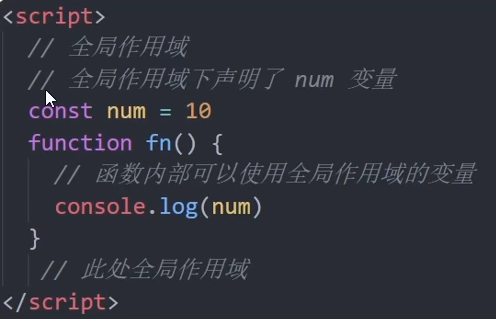 <script>
// 全局作用域
// 全局作用域下声明了 num 变量
const num = 10
function fn() {
// 函数内部可以使用全局作用域的变量
console.log(num)
}
// 此处全局作用域
</script>